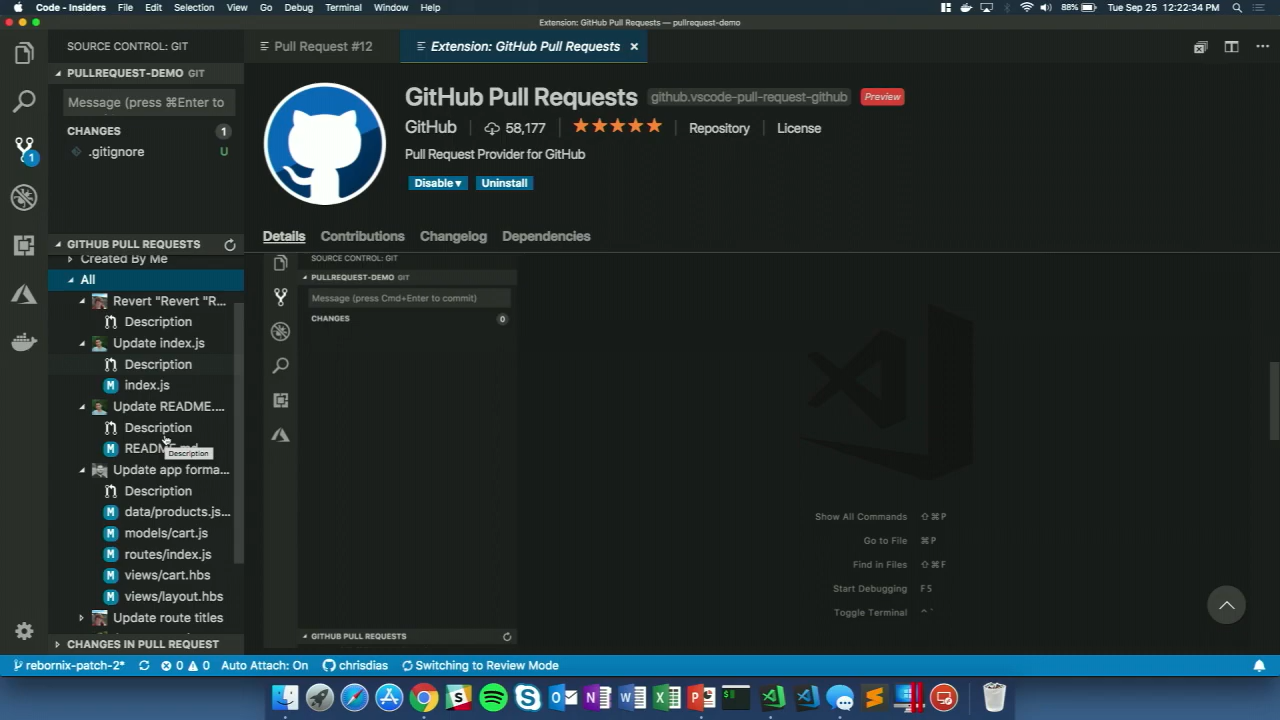 Code - Insiders File Edit Selection View Go Debug Terminal Window Help 88% Tue Sep 25 12:22:34
Extension: GitHub Pull Requests — pullrequest-demo
SOURCE CONTROL: GIT
Pull Request #12
Extension: GitHub Pull Requests
PULLREQUEST-DEMO GIT
Message (press ⌘Enter to
CHANGES 1
.gitignore U
1
GitHub Pull Requests github.vscode-pull-request-github Preview
GitHub 58,177 Repository License
Pull Request Provider for GitHub
Disable Uninstall
Details Contributions Changelog Dependencies
GITHUB PULL REQUESTS
Created By Me
All
Revert "Revert "R...
Description
Update index.js
Description
M index.js
Update README....
Description
M
Description
Update app forma...
Description
M data/products.js...
M models/cart.js
M routes/index.js
M views/cart.hbs
M views/layout.hbs
Update route titles
CHANGES IN PULL REQUEST
SOURCE CONTROL: GIT
PULLREQUEST-DEMO GIT
Message (press Cmd+Enter to commit)
CHANGES 0
Show All Commands ⇧⌘P
Go to File ⌘P
Find in Files ⇧⌘F
Start Debugging F5
Toggle Terminal ⌃`
GITHUB PULL REQUESTS
rebornix-patch-2* 0 0 Auto Attach: On chrisdias Switching to Review Mode